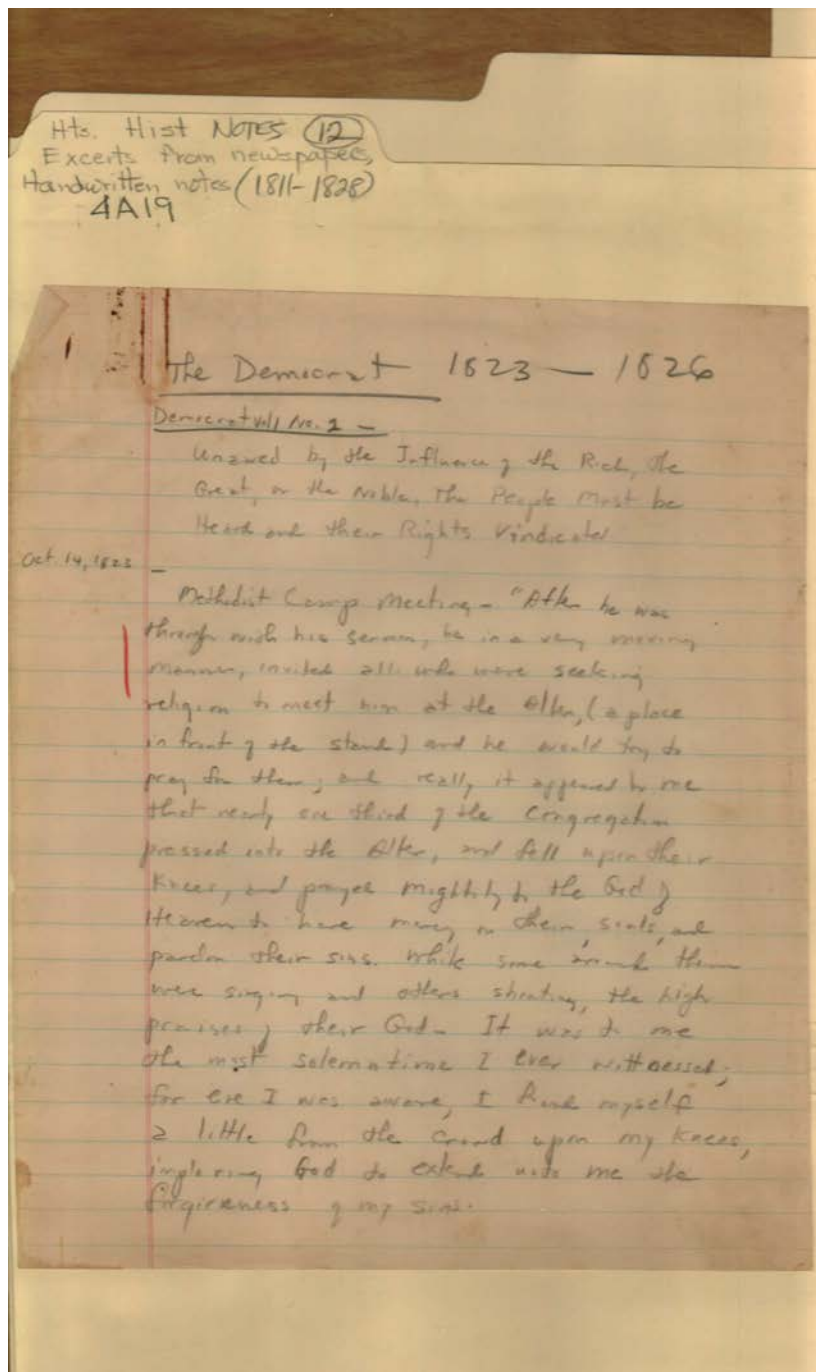 Hts. Hist NOTES (12)
Excerts from newspapers,
Handwritten notes (1811-1828)
4A19
1
The Democrat 1823 — 1826
Democrat Vol 1 No. 1 —
Unawed by the Influence of the Rich, the
Great, or the Noble, The People Must be
Heard and their Rights Vindicated
Oct. 14, 1823 —
Methodist Camp Meeting - "After he was
through with his sermon, he in a very moving
manner, invited all who were seeking
religion to meet him at the Alter, (a place
in front of the stand) and he would try to
pray for them; and really it appeared to me
that nearly one third of the Congregation
pressed into the Alter, and fell upon their
Knees, and prayed mightily to the God of
Heaven to have mercy on their souls, and
pardon their sins. While some around them
were singing and others shouting, the high
praises of their God. It was to me
the most solemn time I ever wittnessed;
for ere I was aware, I found myself
a little from the crowd upon my knees,
imploring God to extend unto me the
forgiveness of my sins.